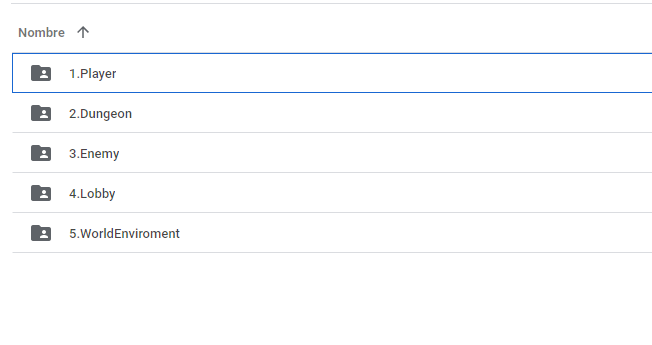 Nombre
1.Player
2.Dungeon
3.Enemy
4.Lobby
5.WorldEnviroment